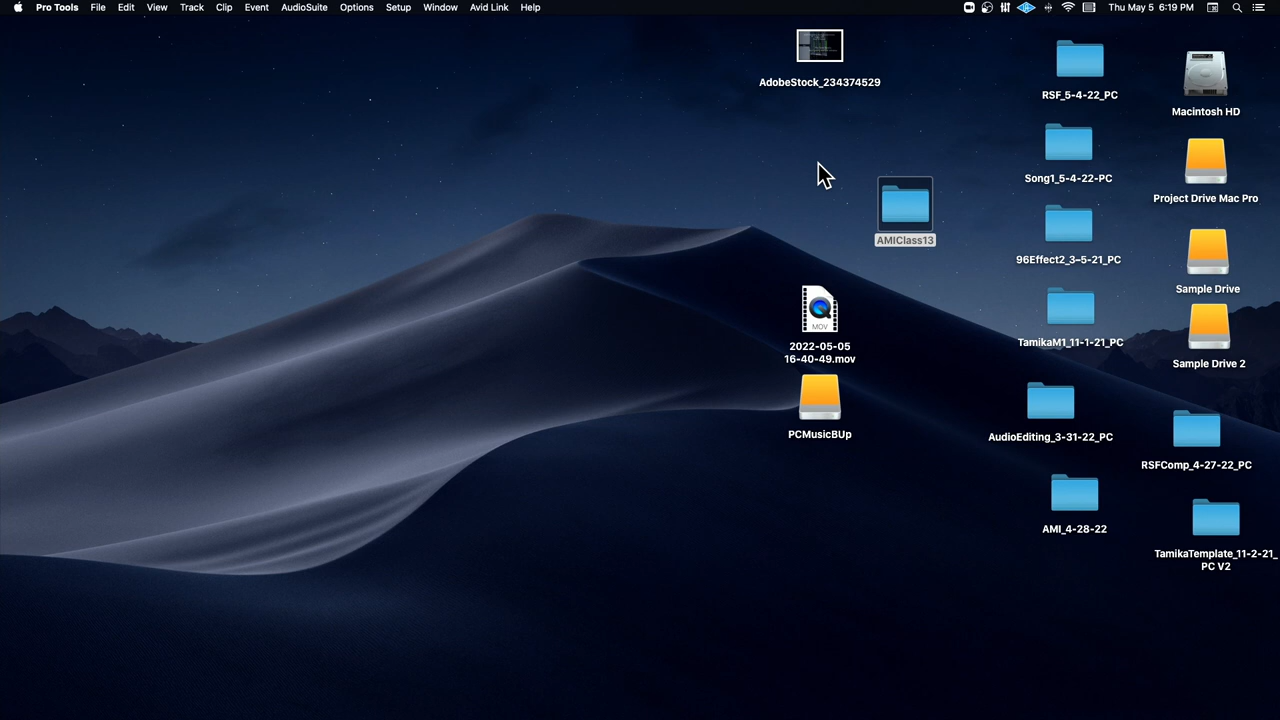 Pro Tools File Edit View Track Clip Event AudioSuite Options Setup Window Avid Link Help Thu May 5 6:19 PM
AdobeStock_234374529
RSF_5-4-22_PC
Macintosh HD
Song1_5-4-22-PC
Project Drive Mac Pro
AMIClass13
96Effect2_3-5-21_PC
Sample Drive
MOV
2022-05-05
16-40-49.mov
TamikaM1_11-1-21_PC
Sample Drive 2
PCMusicBUp
AudioEditing_3-31-22_PC
RSFComp_4-27-22_PC
AMI_4-28-22
TamikaTemplate_11-2-21_
PC V2